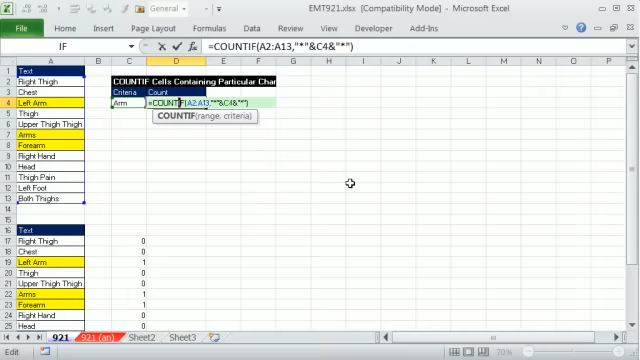 EMT921.xlsx [Compatibility Mode] - Microsoft Excel
File Home Insert Page Layout Formulas Data Review View Developer Add-Ins
IF =COUNTIF(A2:A13,"*"&C4&"*")
A B C D E F G H I J K L M
1 Text
2 Right Thigh COUNTIF Cells Containing Particular Char
3 Chest Criteria Count
4 Left Arm Arm =COUNTIF(A2:A13,"*"&C4&"*")
5 Thigh COUNTIF(range, criteria)
6 Upper Thigh Thigh
7 Arms
8 Forearm
9 Right Hand
10 Head
11 Thigh Pain
12 Left Foot
13 Both Thighs
14
15
16 Text
17 Right Thigh 0
18 Chest 0
19 Left Arm 1
20 Thigh 0
21 Upper Thigh Thigh 0
22 Arms 1
23 Forearm 1
24 Right Hand 0
25 Head 0
921 921 (an) Sheet2 Sheet3
Edit 70%